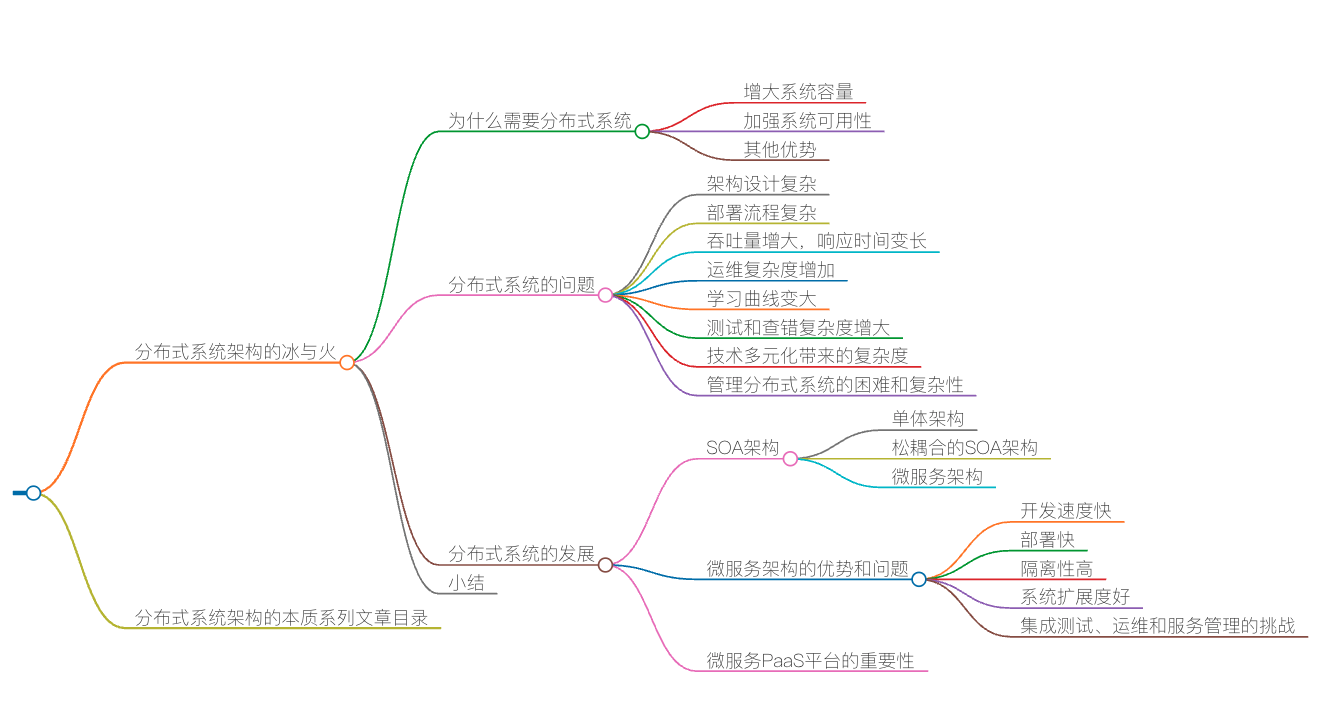 分布式系统架构的冰与火
为什么需要分布式系统
增大系统容量
加强系统可用性
其他优势
分布式系统的问题
架构设计复杂
部署流程复杂
吞吐量增大，响应时间变长
运维复杂度增加
学习曲线变大
测试和查错复杂度增大
技术多元化带来的复杂度
管理分布式系统的困难和复杂性
分布式系统的发展
SOA架构
单体架构
松耦合的SOA架构
微服务架构
微服务架构的优势和问题
开发速度快
部署快
隔离性高
系统扩展度好
集成测试、运维和服务管理的挑战
微服务PaaS平台的重要性
小结
分布式系统架构的本质系列文章目录